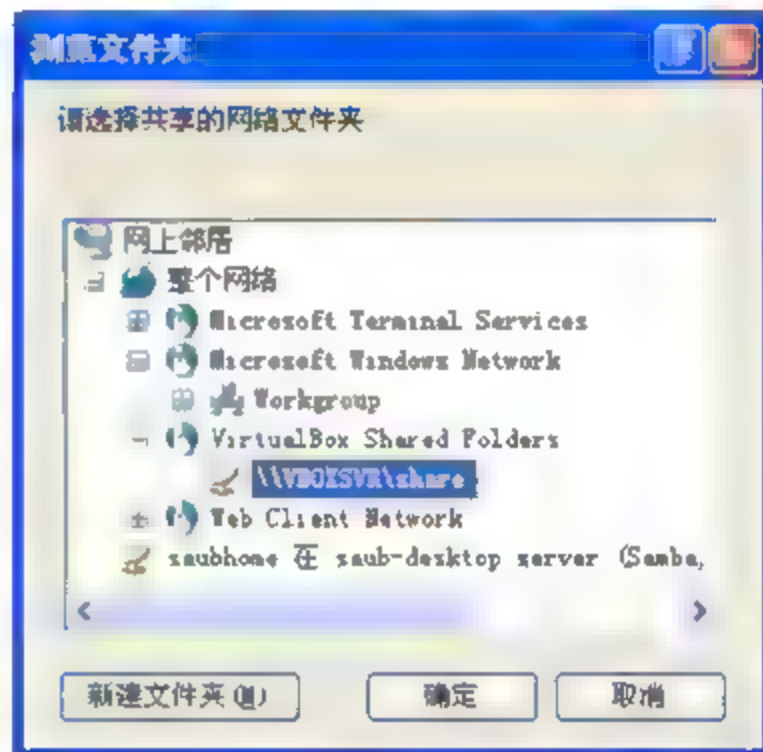 浏览文件夹
请选择共享的网络文件夹
网上邻居
整个网络
Microsoft Terminal Services
Microsoft Windows Network
Workgroup
VirtualBox Shared Folders
\\VBOXSVR\share
Web Client Network
saubhome 在 saub-desktop server (Samba,
新建文件夹(M)
确定
取消